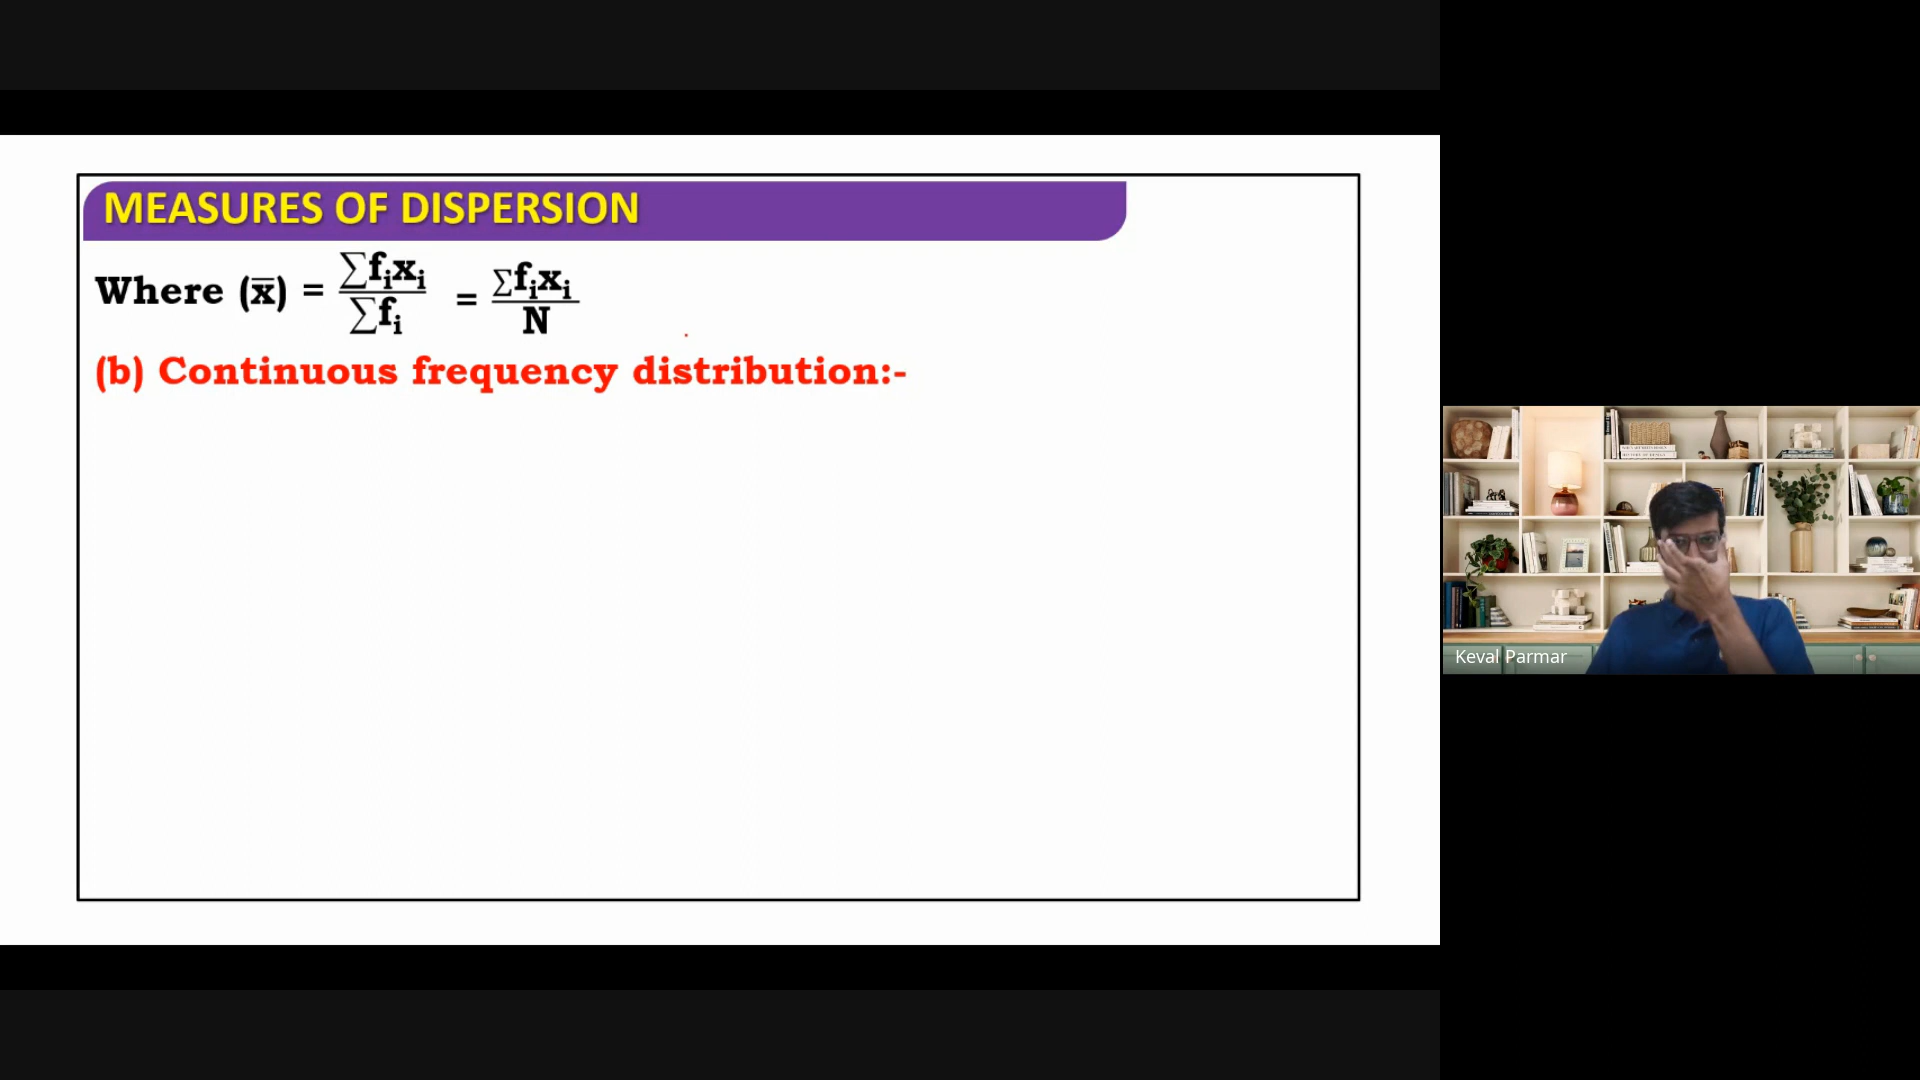 MEASURES OF DISPERSION
Where (x̄) = ∑fᵢxᵢ / ∑fᵢ = ∑fᵢxᵢ / N
(b) Continuous frequency distribution:-
Keval Parmar